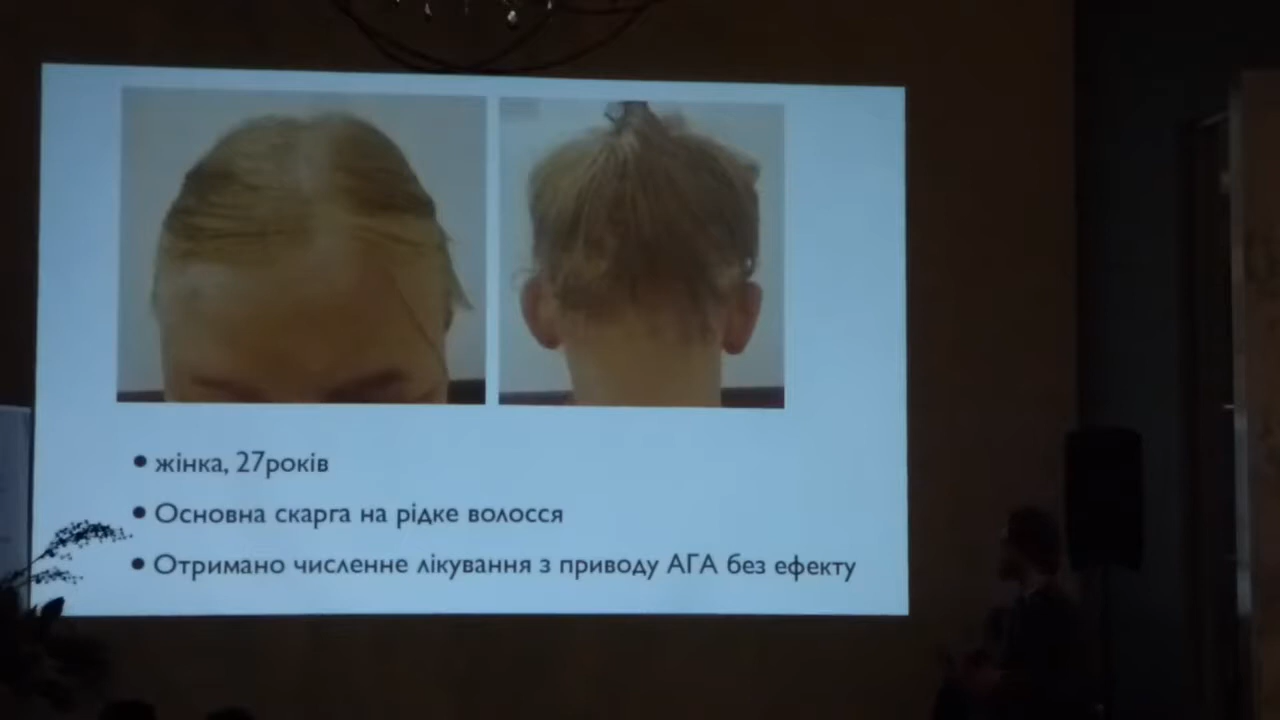 • жінка, 27років
• Основна скарга на рідке волосся
• Отримано численне лікування з приводу АГА без ефекту